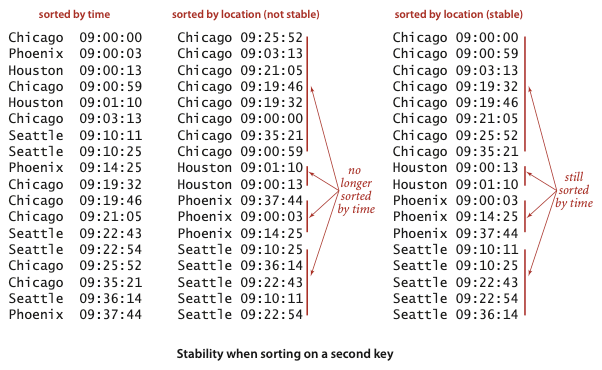 sorted by time
Chicago 09:00:00
Phoenix 09:00:03
Houston 09:00:13
Chicago 09:00:59
Houston 09:01:10
Chicago 09:03:13
Seattle 09:10:11
Seattle 09:10:25
Phoenix 09:14:25
Chicago 09:19:32
Chicago 09:19:46
Chicago 09:21:05
Seattle 09:22:43
Seattle 09:22:54
Chicago 09:25:52
Chicago 09:35:21
Seattle 09:36:14
Phoenix 09:37:44
sorted by location (not stable)
Chicago 09:25:52
Chicago 09:03:13
Chicago 09:21:05
Chicago 09:19:46
Chicago 09:19:32
Chicago 09:00:00
Chicago 09:35:21
Chicago 09:00:59
Houston 09:01:10
Houston 09:00:13
Phoenix 09:37:44
Phoenix 09:00:03
Phoenix 09:14:25
Seattle 09:10:25
Seattle 09:36:14
Seattle 09:22:43
Seattle 09:10:11
Seattle 09:22:54
no
longer
sorted
by time
sorted by location (stable)
Chicago 09:00:00
Chicago 09:00:59
Chicago 09:03:13
Chicago 09:19:32
Chicago 09:19:46
Chicago 09:21:05
Chicago 09:25:52
Chicago 09:35:21
Houston 09:00:13
Houston 09:01:10
Phoenix 09:00:03
Phoenix 09:14:25
Phoenix 09:37:44
Seattle 09:10:11
Seattle 09:10:25
Seattle 09:22:43
Seattle 09:22:54
Seattle 09:36:14
still
sorted
by time
Stability when sorting on a second key